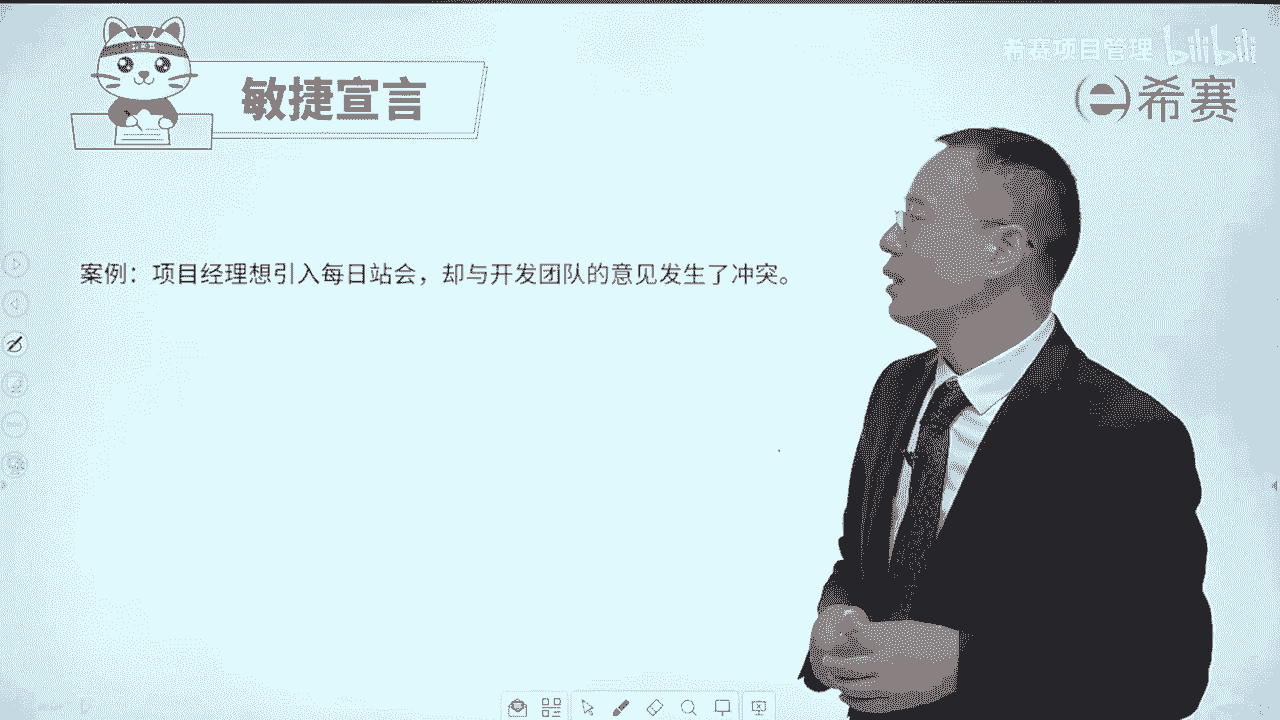 希赛项目管理 bilibili
敏捷宣言
希赛
案例：项目经理想引入每日站会，却与开发团队的意见发生了冲突。